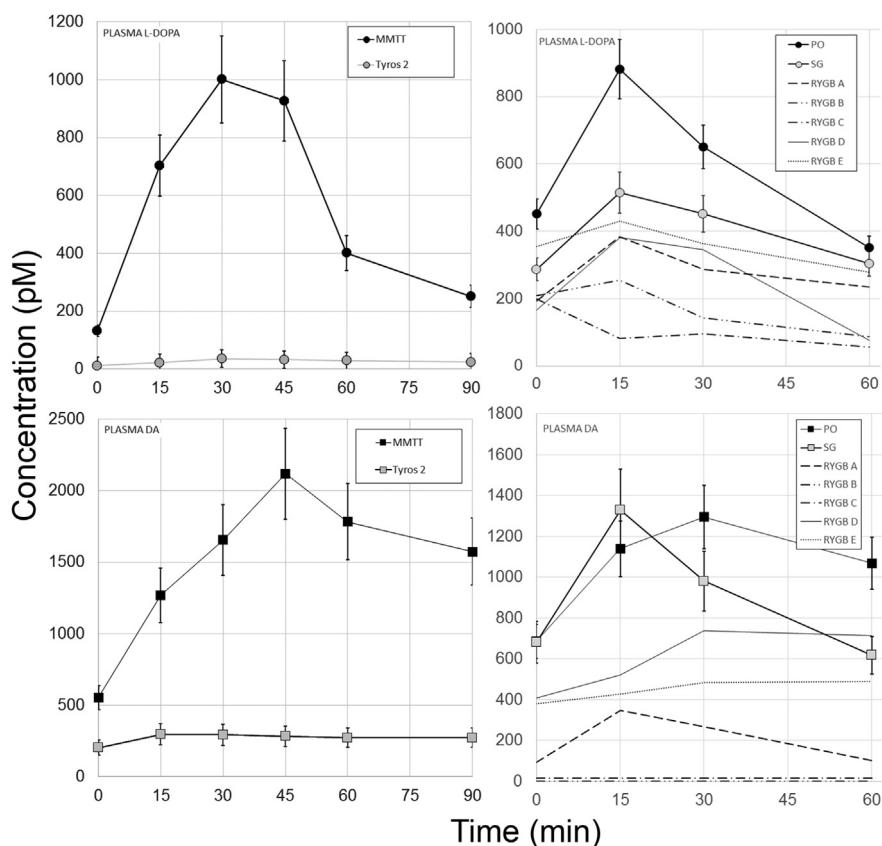 Concentration (pM)
PLASMA L-DOPA
MMTT
Tyros 2
1200
1000
800
600
400
200
0
0 15 30 45 60 75 90
PLASMA L-DOPA
PO
SG
RYGB A
RYGB B
RYGB C
RYGB D
RYGB E
1000
800
600
400
200
0
0 15 30 45 60
PLASMA DA
MMTT
Tyros 2
2500
2000
1500
1000
500
0
0 15 30 45 60 75 90
PLASMA DA
PO
SG
RYGB A
RYGB B
RYGB C
RYGB D
RYGB E
1800
1600
1400
1200
1000
800
600
400
200
0
0 15 30 45 60
Time (min)